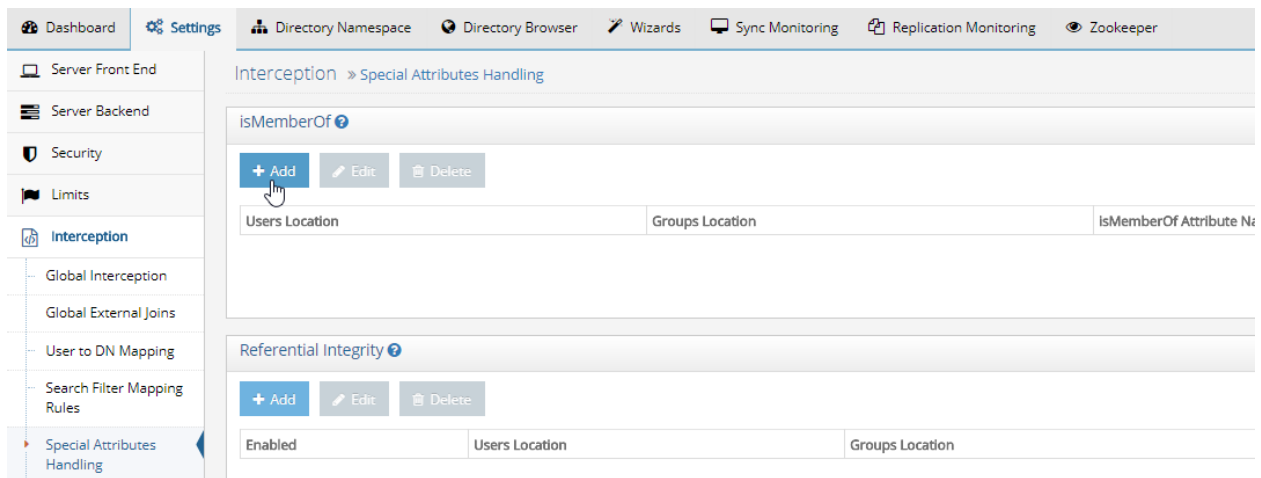 Dashboard Settings Directory Namespace Directory Browser Wizards Sync Monitoring Replication Monitoring Zookeeper
Server Front End
Server Backend
Security
Limits
Interception
Global Interception
Global External Joins
User to DN Mapping
Search Filter Mapping
Rules
Special Attributes
Handling
Interception » Special Attributes Handling
isMemberOf
+ Add Edit Delete
Users Location Groups Location isMemberOf Attribute Na
Referential Integrity
+ Add Edit Delete
Enabled Users Location Groups Location